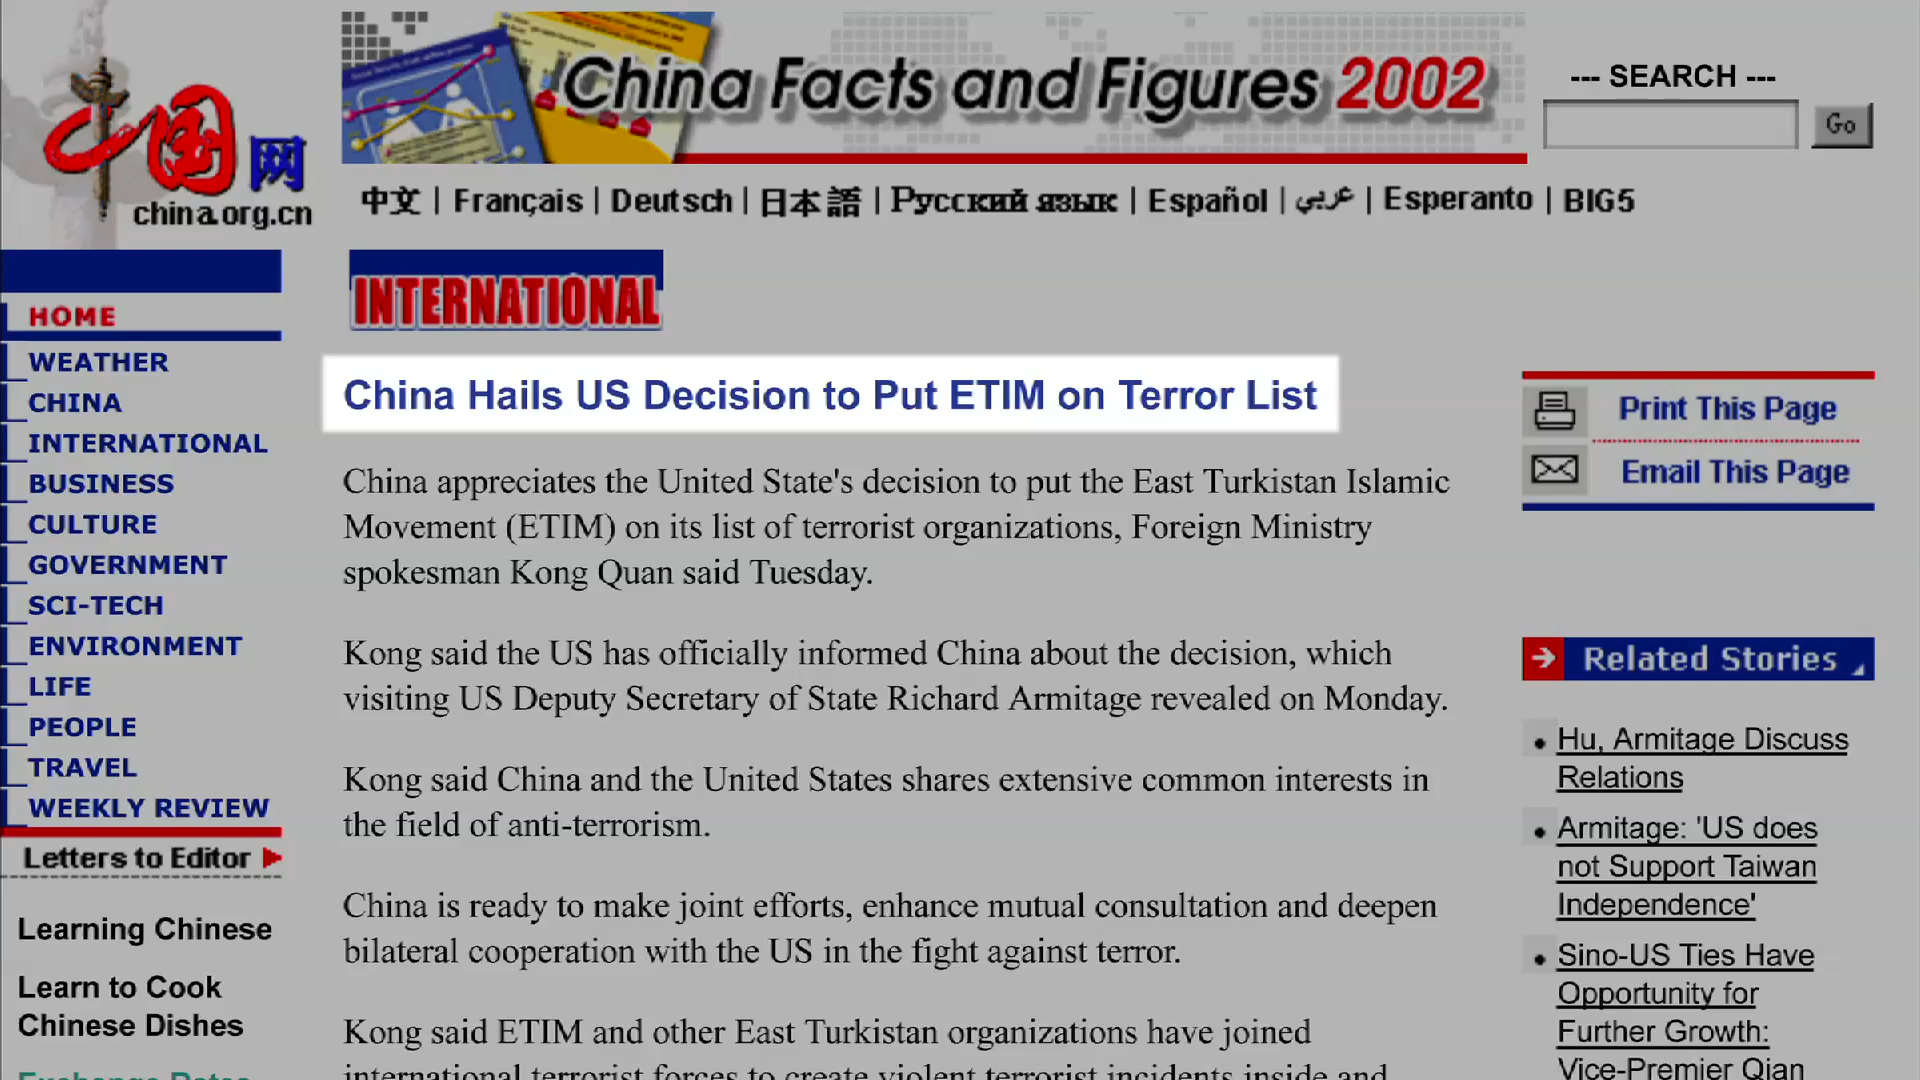 China Facts and Figures 2002
--- SEARCH ---
Go
中国网
china.org.cn
中文 | Français | Deutsch | 日本語 | Русский язык | Español | عربي | Esperanto | BIG5
INTERNATIONAL
HOME
WEATHER
CHINA
INTERNATIONAL
BUSINESS
CULTURE
GOVERNMENT
SCI-TECH
ENVIRONMENT
LIFE
PEOPLE
TRAVEL
WEEKLY REVIEW
Letters to Editor
Learning Chinese
Learn to Cook
Chinese Dishes
Exchange Rates
China Hails US Decision to Put ETIM on Terror List
China appreciates the United State's decision to put the East Turkistan Islamic
Movement (ETIM) on its list of terrorist organizations, Foreign Ministry
spokesman Kong Quan said Tuesday.
Kong said the US has officially informed China about the decision, which
visiting US Deputy Secretary of State Richard Armitage revealed on Monday.
Kong said China and the United States shares extensive common interests in
the field of anti-terrorism.
China is ready to make joint efforts, enhance mutual consultation and deepen
bilateral cooperation with the US in the fight against terror.
Kong said ETIM and other East Turkistan organizations have joined
international terrorist forces to create violent terrorist incidents inside and
Print This Page
Email This Page
Related Stories
• Hu, Armitage Discuss
Relations
• Armitage: 'US does
not Support Taiwan
Independence'
• Sino-US Ties Have
Opportunity for
Further Growth:
Vice-Premier Qian